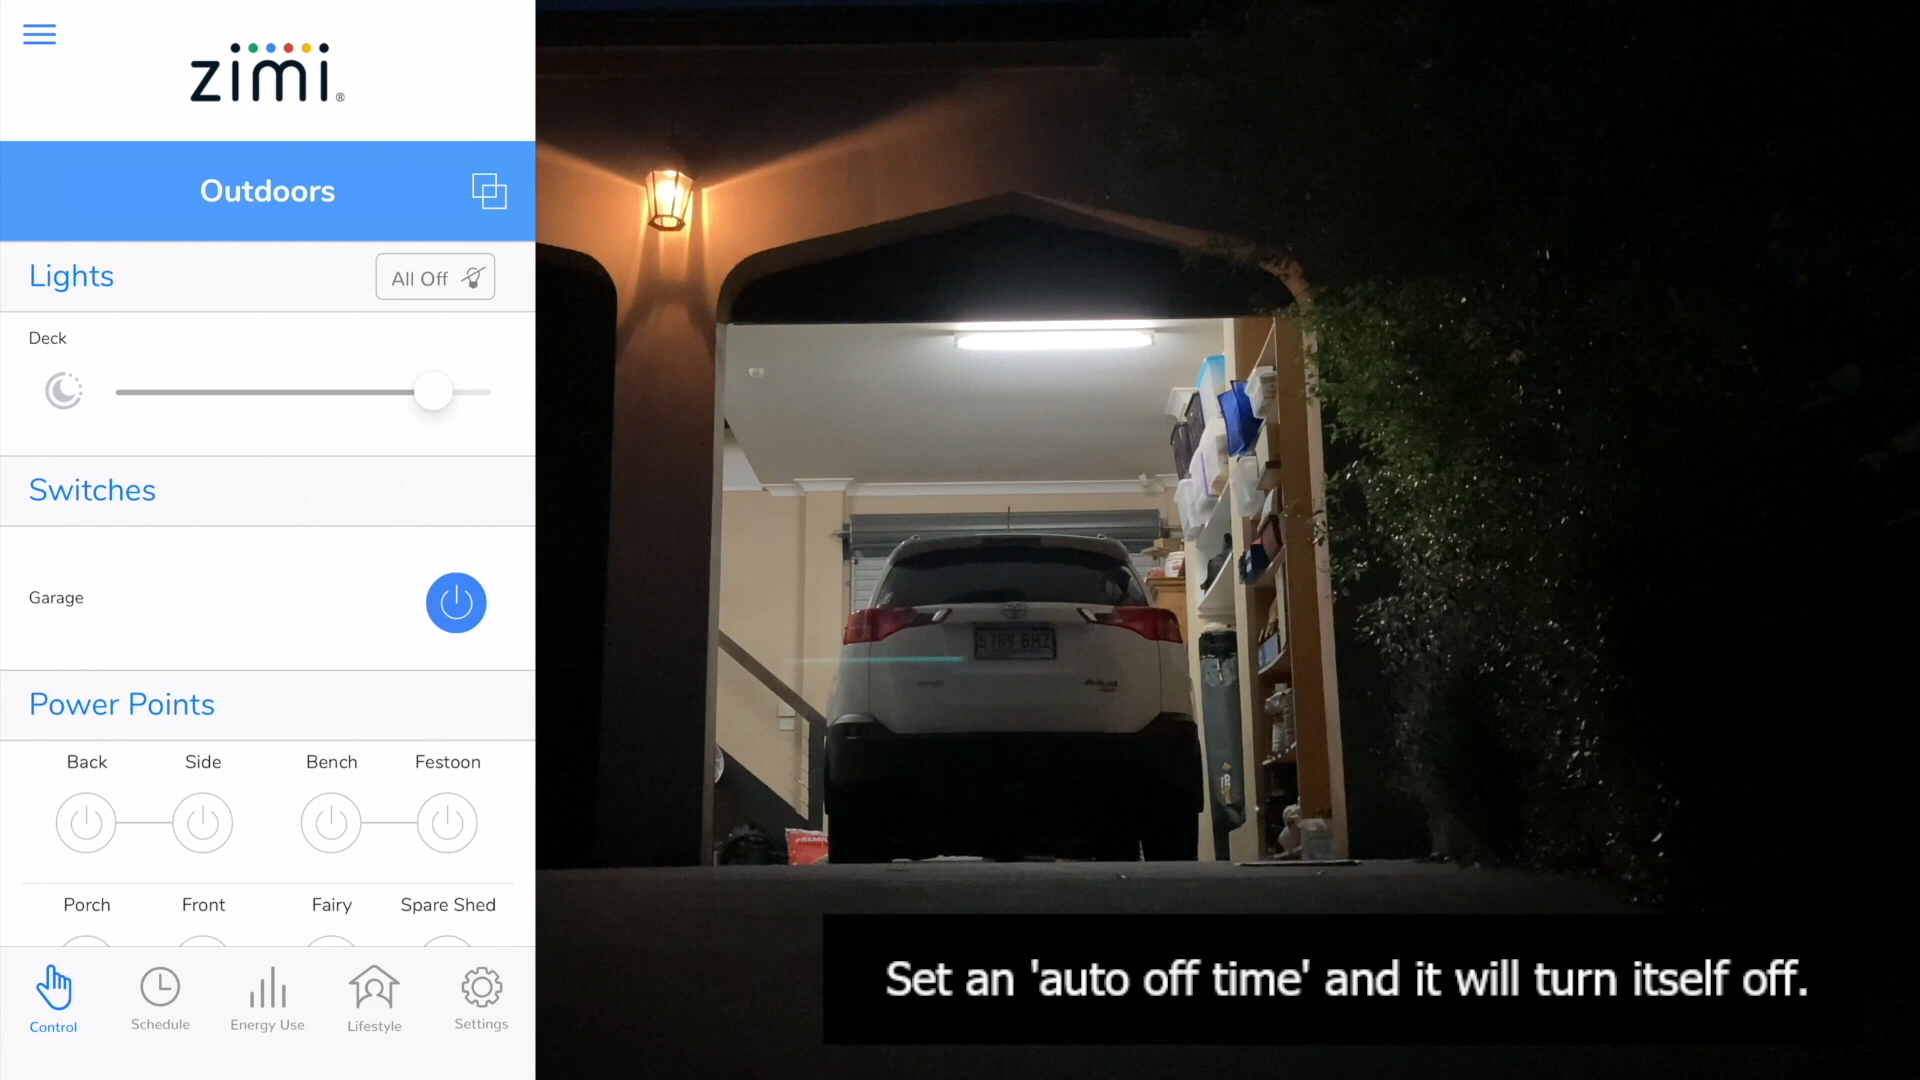 zimi®
Outdoors
Lights
All Off
Deck
Switches
Garage
Power Points
Back Side Bench Festoon
Porch Front Fairy Spare Shed
Control Schedule Energy Use Lifestyle Settings
PREMIUM
Set an 'auto off time' and it will turn itself off.